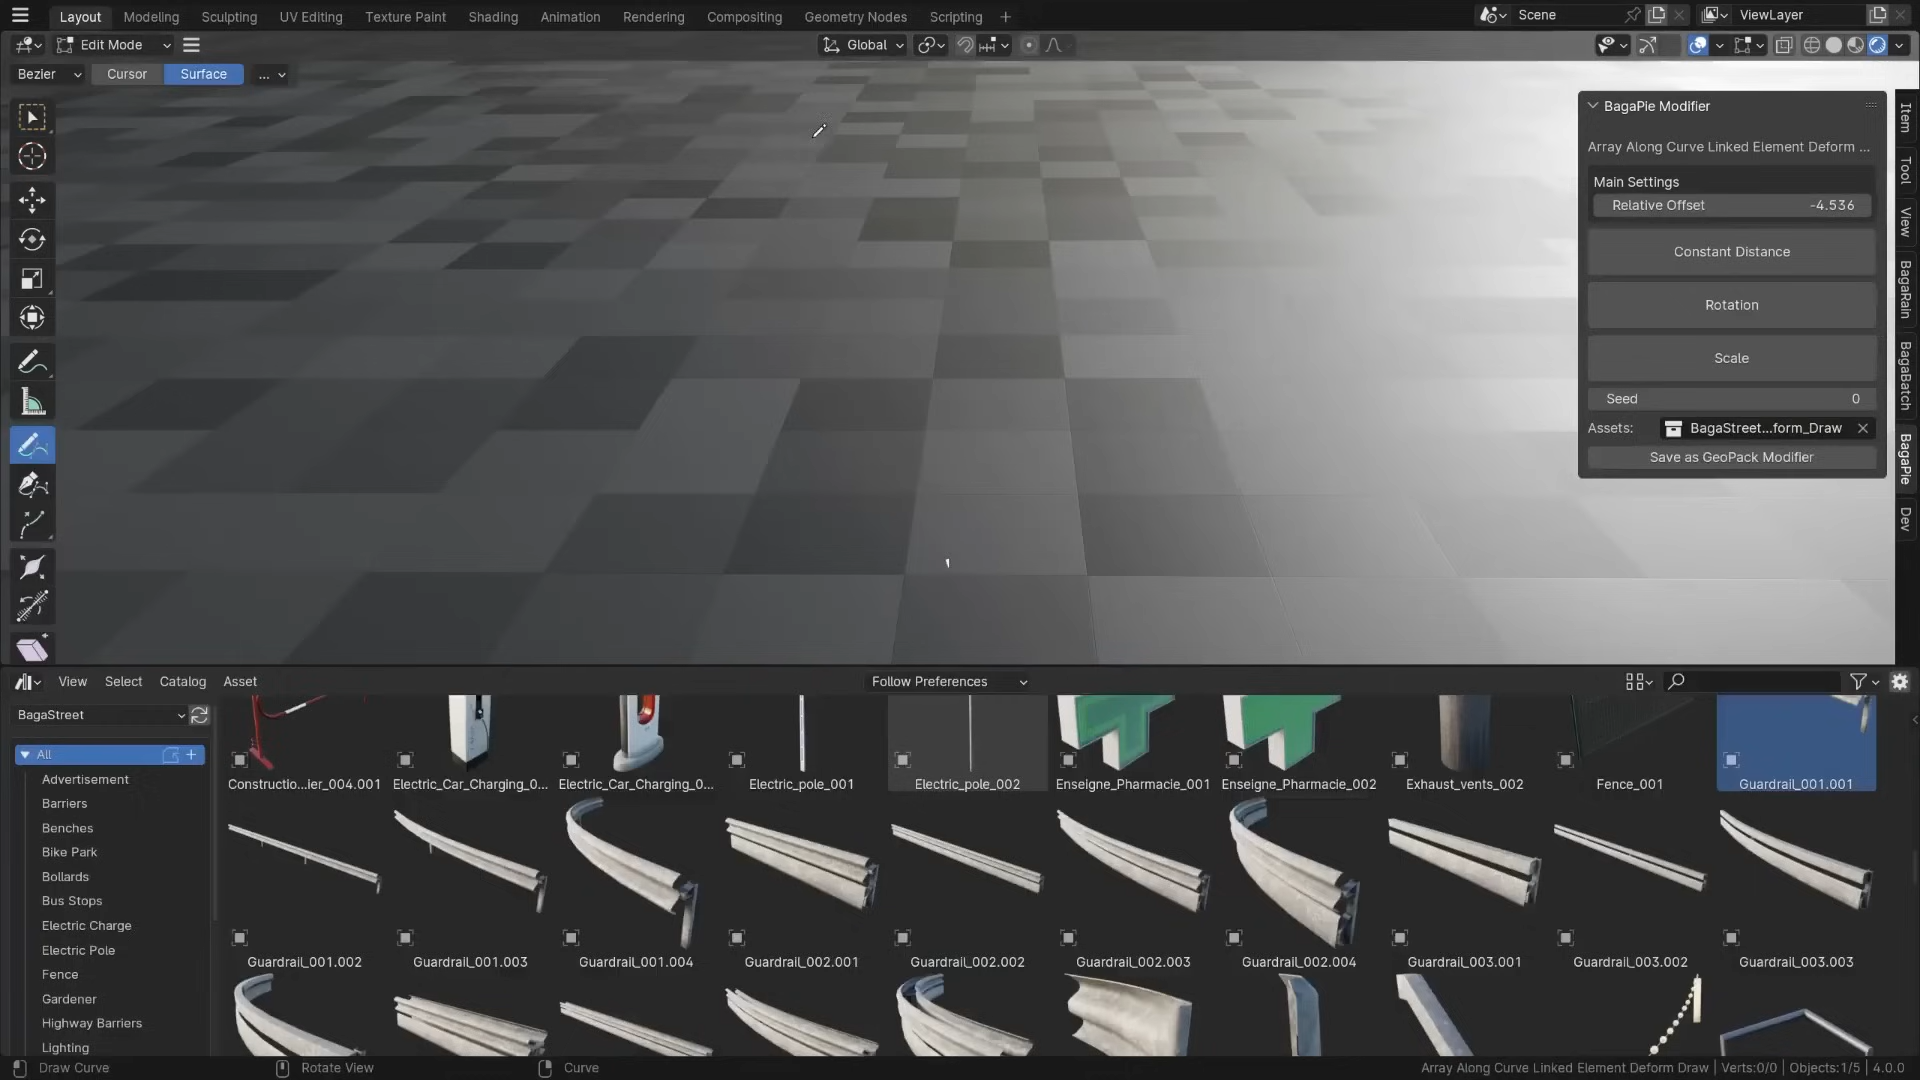 Layout Modeling Sculpting UV Editing Texture Paint Shading Animation Rendering Compositing Geometry Nodes Scripting + Scene ViewLayer
Edit Mode Global
Bezier Cursor Surface ...
BagaPie Modifier
Array Along Curve Linked Element Deform ...
Main Settings
Relative Offset -4.536
Constant Distance
Rotation
Scale
Seed 0
Assets: BagaStreet...form_Draw
Save as GeoPack Modifier
Item
Tool
View
BagaRain
BagaBatch
BagaPie
Dev
View Select Catalog Asset Follow Preferences
BagaStreet
All
Advertisement
Barriers
Benches
Bike Park
Bollards
Bus Stops
Electric Charge
Electric Pole
Fence
Gardener
Highway Barriers
Lighting
Constructio...ier_004.001 Electric_Car_Charging_0... Electric_Car_Charging_0... Electric_pole_001 Electric_pole_002 Enseigne_Pharmacie_001 Enseigne_Pharmacie_002 Exhaust_vents_002 Fence_001 Guardrail_001.001
Guardrail_001.002 Guardrail_001.003 Guardrail_001.004 Guardrail_002.001 Guardrail_002.002 Guardrail_002.003 Guardrail_002.004 Guardrail_003.001 Guardrail_003.002 Guardrail_003.003
Draw Curve Rotate View Curve Array Along Curve Linked Element Deform Draw | Verts:0/0 | Objects:1/5 | 4.0.0